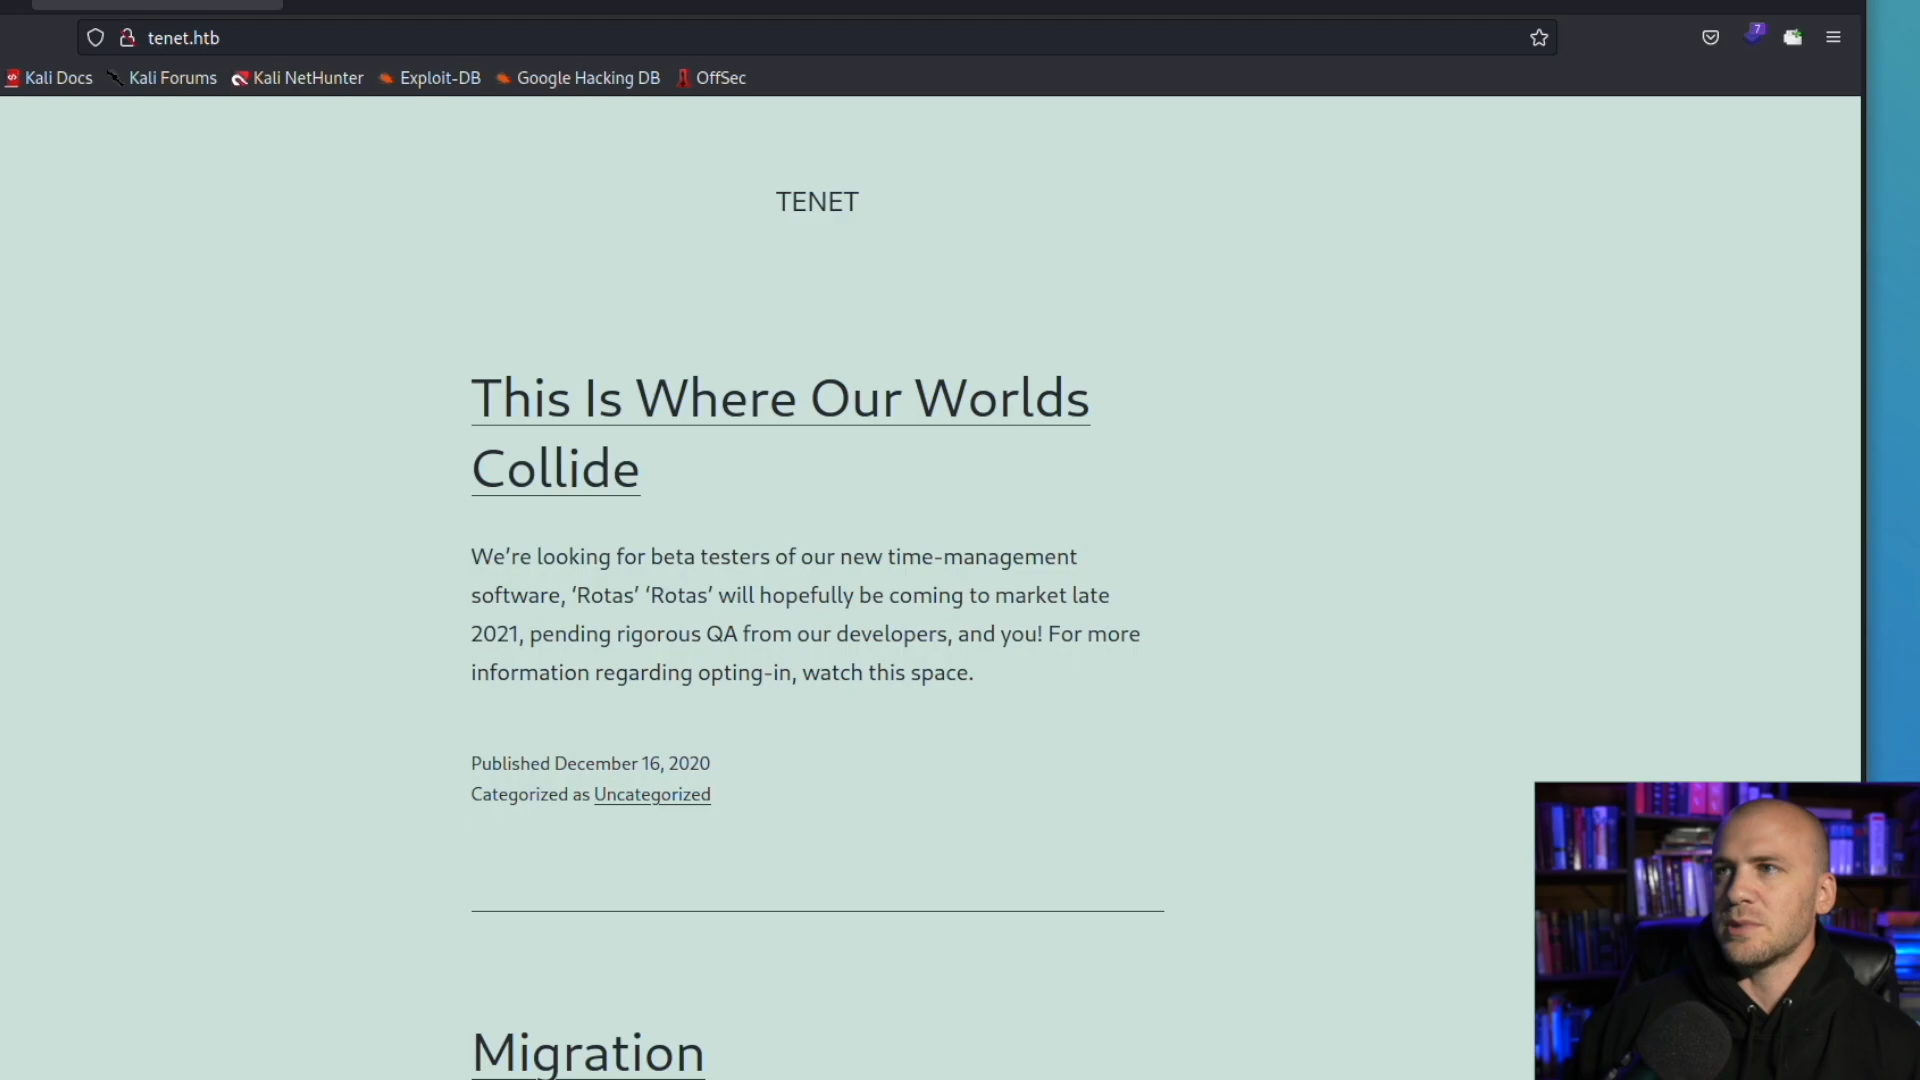 tenet.htb
7
Kali Docs
Kali Forums
Kali NetHunter
Exploit-DB
Google Hacking DB
OffSec
TENET
This Is Where Our Worlds
Collide
We’re looking for beta testers of our new time-management
software, ‘Rotas’ ‘Rotas’ will hopefully be coming to market late
2021, pending rigorous QA from our developers, and you! For more
information regarding opting-in, watch this space.
Published December 16, 2020
Categorized as Uncategorized
Migration